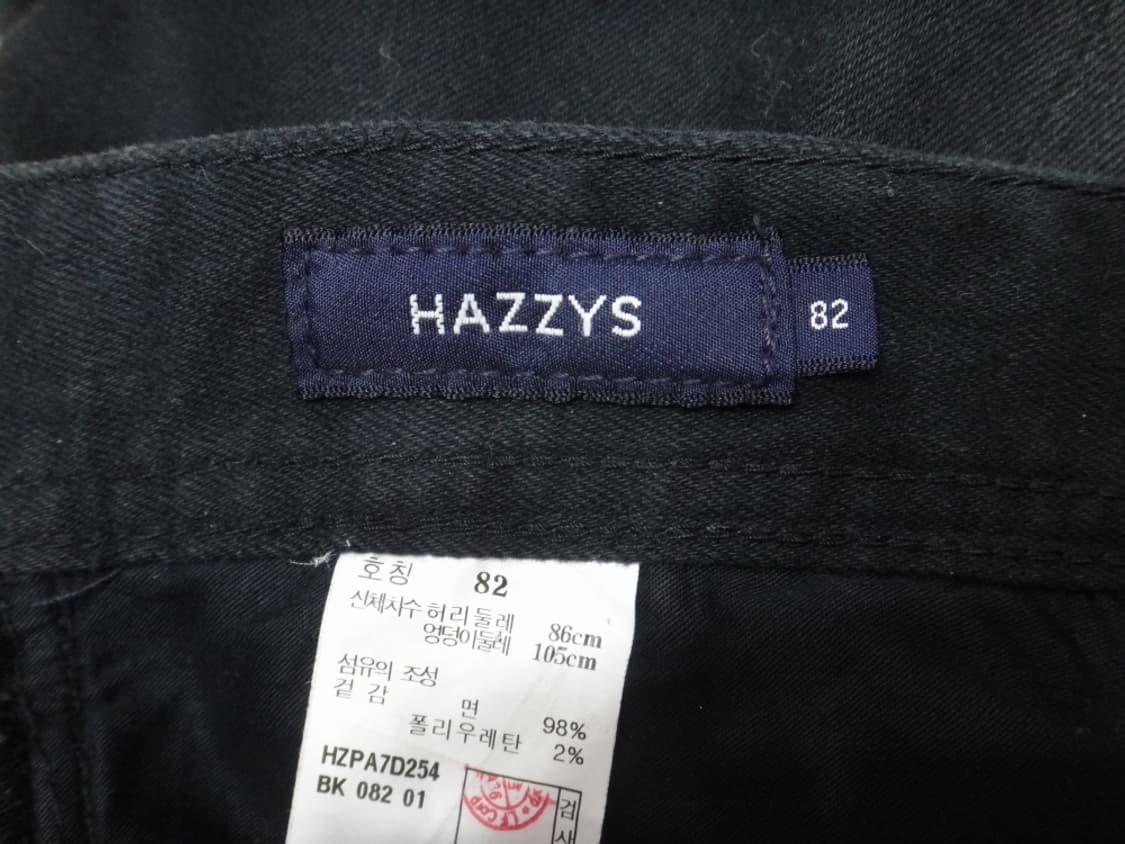 HAZZYS
82
호칭 82
신체치수 허리둘레 86cm
엉덩이둘레 105cm
섬유의 조성
겉감
면 98%
폴리우레탄 2%
HZPA7D254
BK 082 01
검